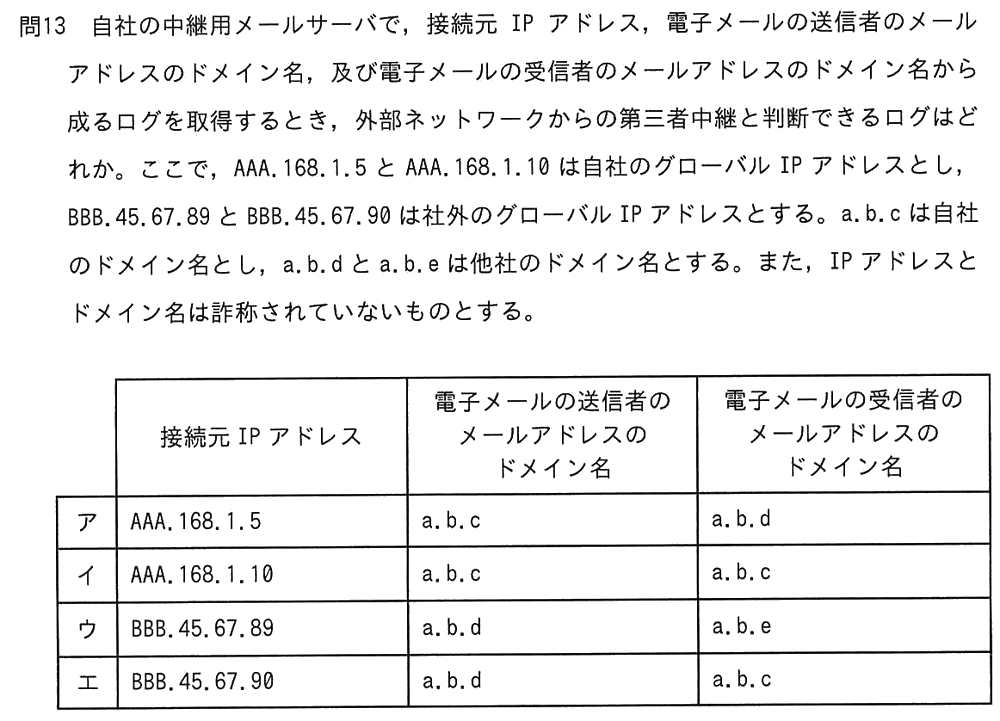 問13 自社の中継用メールサーバで，接続元 IP アドレス，電子メールの送信者のメール
アドレスのドメイン名，及び電子メールの受信者のメールアドレスのドメイン名から
成るログを取得するとき，外部ネットワークからの第三者中継と判断できるログはど
れか。ここで，AAA.168.1.5 と AAA.168.1.10 は自社のグローバル IP アドレスとし，
BBB.45.67.89 と BBB.45.67.90 は社外のグローバル IP アドレスとする。a.b.c は自社
のドメイン名とし，a.b.d と a.b.e は他社のドメイン名とする。また，IP アドレスと
ドメイン名は詐称されていないものとする。
接続元 IP アドレス 電子メールの送信者のメールアドレスのドメイン名 電子メールの受信者のメールアドレスのドメイン名
ア AAA.168.1.5 a.b.c a.b.d
イ AAA.168.1.10 a.b.c a.b.c
ウ BBB.45.67.89 a.b.d a.b.e
エ BBB.45.67.90 a.b.d a.b.c